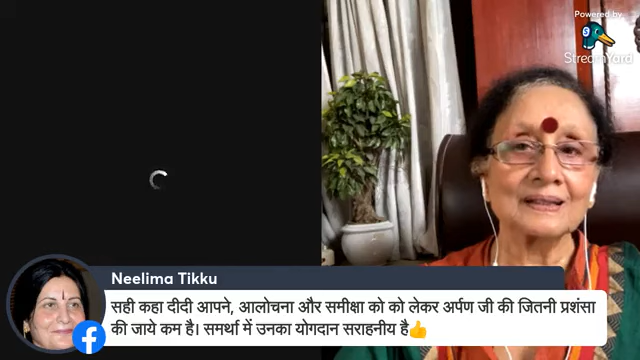 Powered by
StreamYard
Neelima Tikku
सही कहा दीदी आपने, आलोचना और समीक्षा को को लेकर अर्पण जी की जितनी प्रशंसा
की जाये कम है। समर्था में उनका योगदान सराहनीय है👍